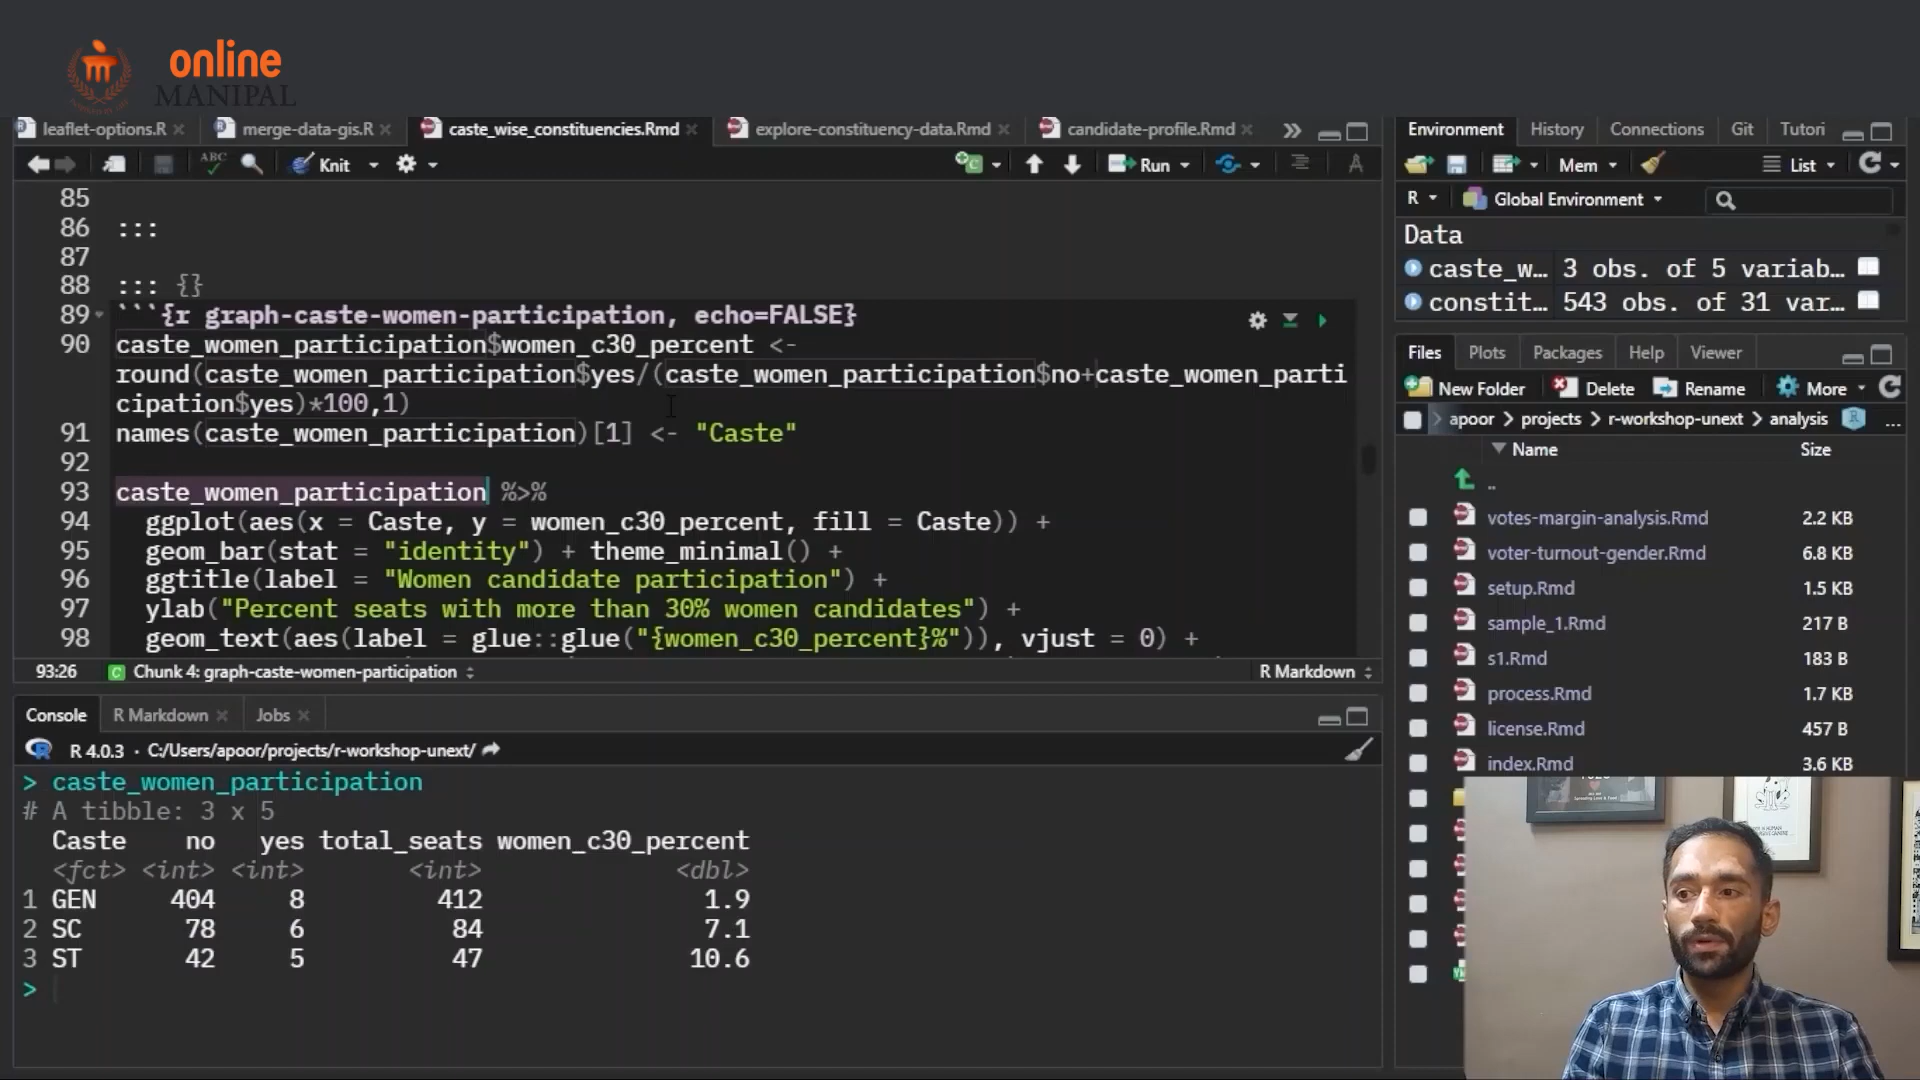 online
MANIPAL
leaflet-options.R
merge-data-gis.R
caste_wise_constituencies.Rmd
explore-constituency-data.Rmd
candidate-profile.Rmd
ABC
Knit
Run
85
86 :::
87
88 ::: {}
89 ```{r graph-caste-women-participation, echo=FALSE}
90 caste_women_participation$women_c30_percent <-
round(caste_women_participation$yes/(caste_women_participation$no+caste_women_parti
cipation$yes)*100,1)
91 names(caste_women_participation)[1] <- "Caste"
92
93 caste_women_participation %>%
94 ggplot(aes(x = Caste, y = women_c30_percent, fill = Caste)) +
95 geom_bar(stat = "identity") + theme_minimal() +
96 ggtitle(label = "Women candidate participation") +
97 ylab("Percent seats with more than 30% women candidates") +
98 geom_text(aes(label = glue::glue("{women_c30_percent}%")), vjust = 0) +
93:26 Chunk 4: graph-caste-women-participation R Markdown
Console R Markdown Jobs
R 4.0.3 · C:/Users/apoor/projects/r-workshop-unext/
> caste_women_participation
# A tibble: 3 x 5
Caste no yes total_seats women_c30_percent
<fct> <int> <int> <int> <dbl>
1 GEN 404 8 412 1.9
2 SC 78 6 84 7.1
3 ST 42 5 47 10.6
>
Environment History Connections Git Tutori
Mem List
R Global Environment
Data
caste_w… 3 obs. of 5 variab…
constit… 543 obs. of 31 var…
Files Plots Packages Help Viewer
New Folder Delete Rename More
apoor > projects > r-workshop-unext > analysis ...
Name Size
..
votes-margin-analysis.Rmd 2.2 KB
voter-turnout-gender.Rmd 6.8 KB
setup.Rmd 1.5 KB
sample_1.Rmd 217 B
s1.Rmd 183 B
process.Rmd 1.7 KB
license.Rmd 457 B
index.Rmd 3.6 KB